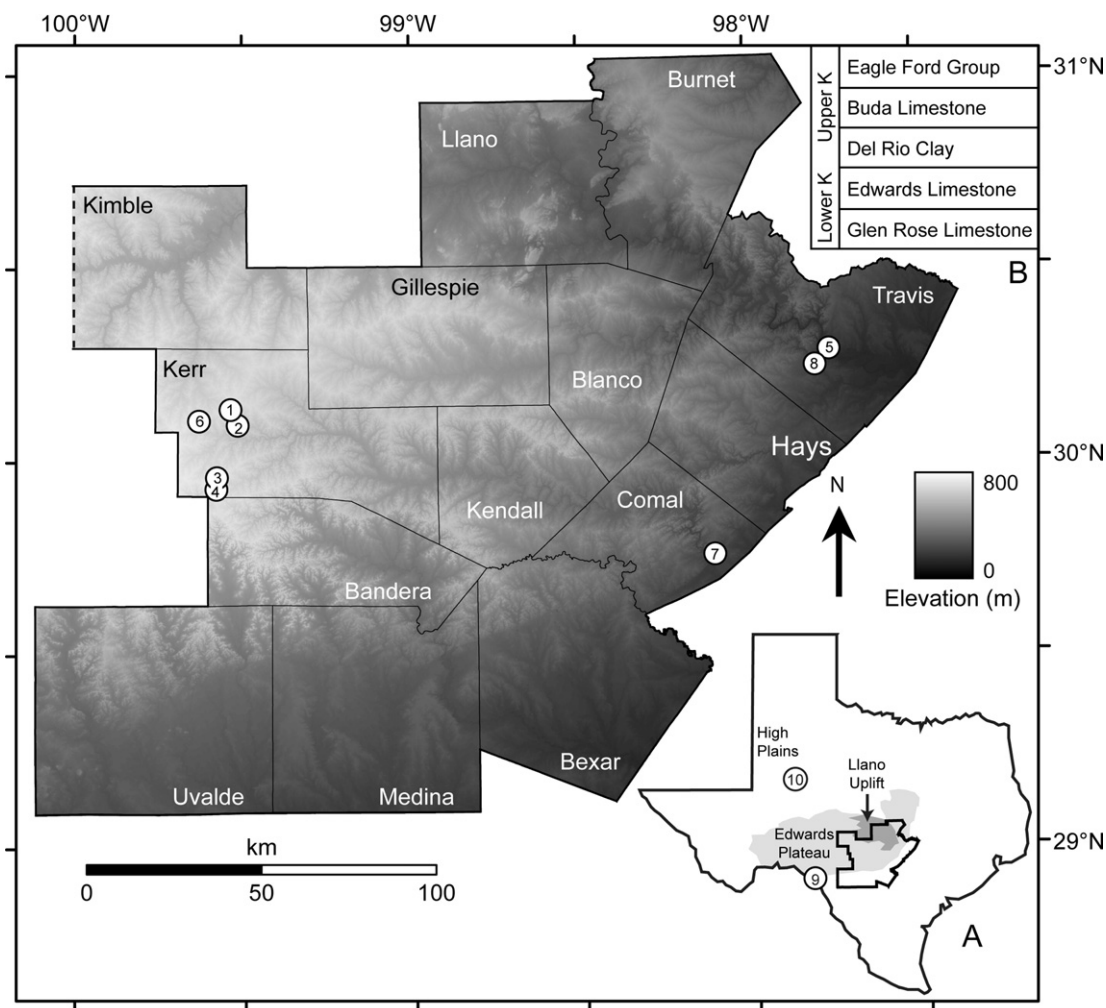 100°W
99°W
98°W
31°N
30°N
29°N
Burnet
Llano
Kimble
Gillespie
Travis
Kerr
Blanco
Hays
Kendall
Comal
Bandera
Uvalde
Medina
Bexar
1
2
3
4
5
6
7
8
Upper K
Lower K
Eagle Ford Group
Buda Limestone
Del Rio Clay
Edwards Limestone
Glen Rose Limestone
B
N
800
0
Elevation (m)
km
0
50
100
High
Plains
10
Llano
Uplift
Edwards
Plateau
9
A